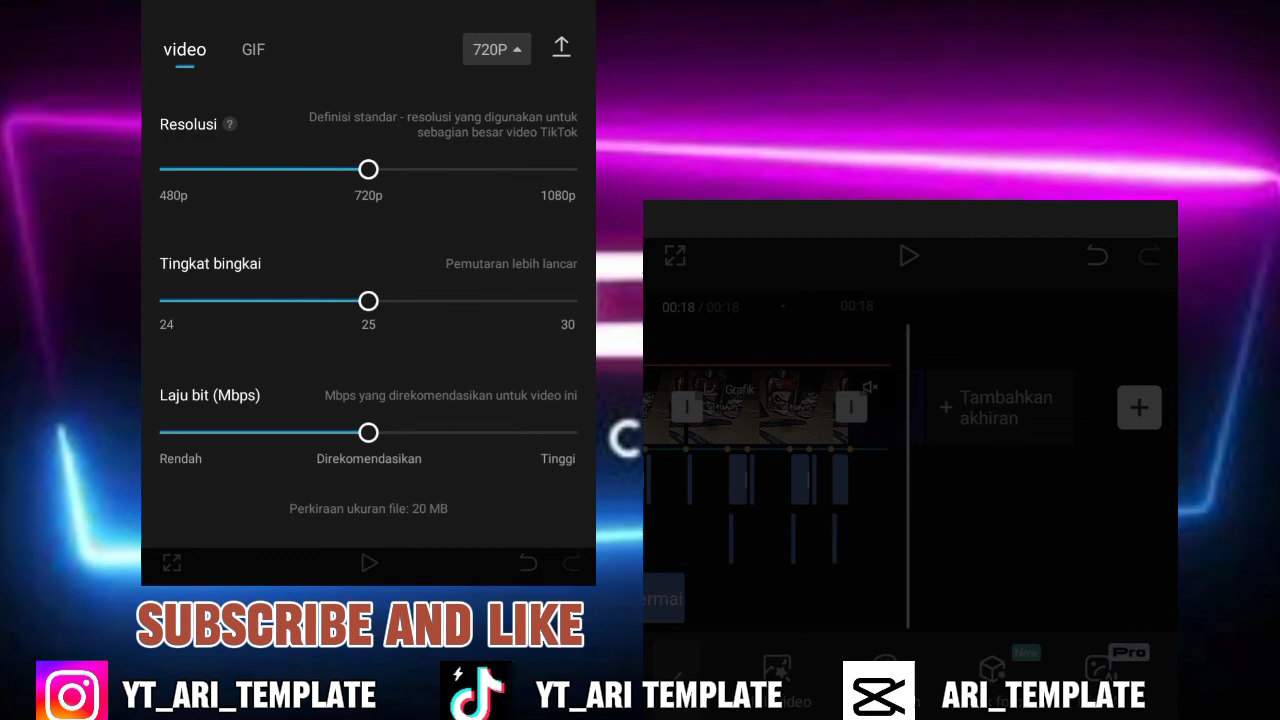 video GIF 720P
Resolusi ? Definisi standar - resolusi yang digunakan untuk
sebagian besar video TikTok
480p 720p 1080p
Tingkat bingkai Pemutaran lebih lancar
24 25 30
Laju bit (Mbps) Mbps yang direkomendasikan untuk video ini
Rendah Direkomendasikan Tinggi
Perkiraan ukuran file: 20 MB
00:18 / 00:18 00:18
Grafik
+ Tambahkan
akhiran
ermai
New
Pro
SUBSCRIBE AND LIKE
YT_ARI_TEMPLATE YT_ARI TEMPLATE ARI_TEMPLATE